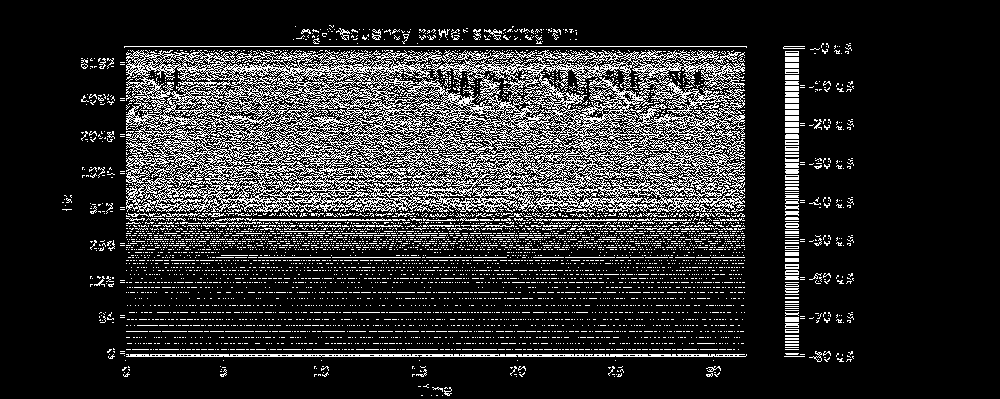 Log-frequency power spectrogram
8192
4096
2048
1024
512
256
128
64
0
Hz
0
5
10
15
20
25
30
Time
-10 dB
-20 dB
-30 dB
-40 dB
-50 dB
-60 dB
-70 dB
-80 dB